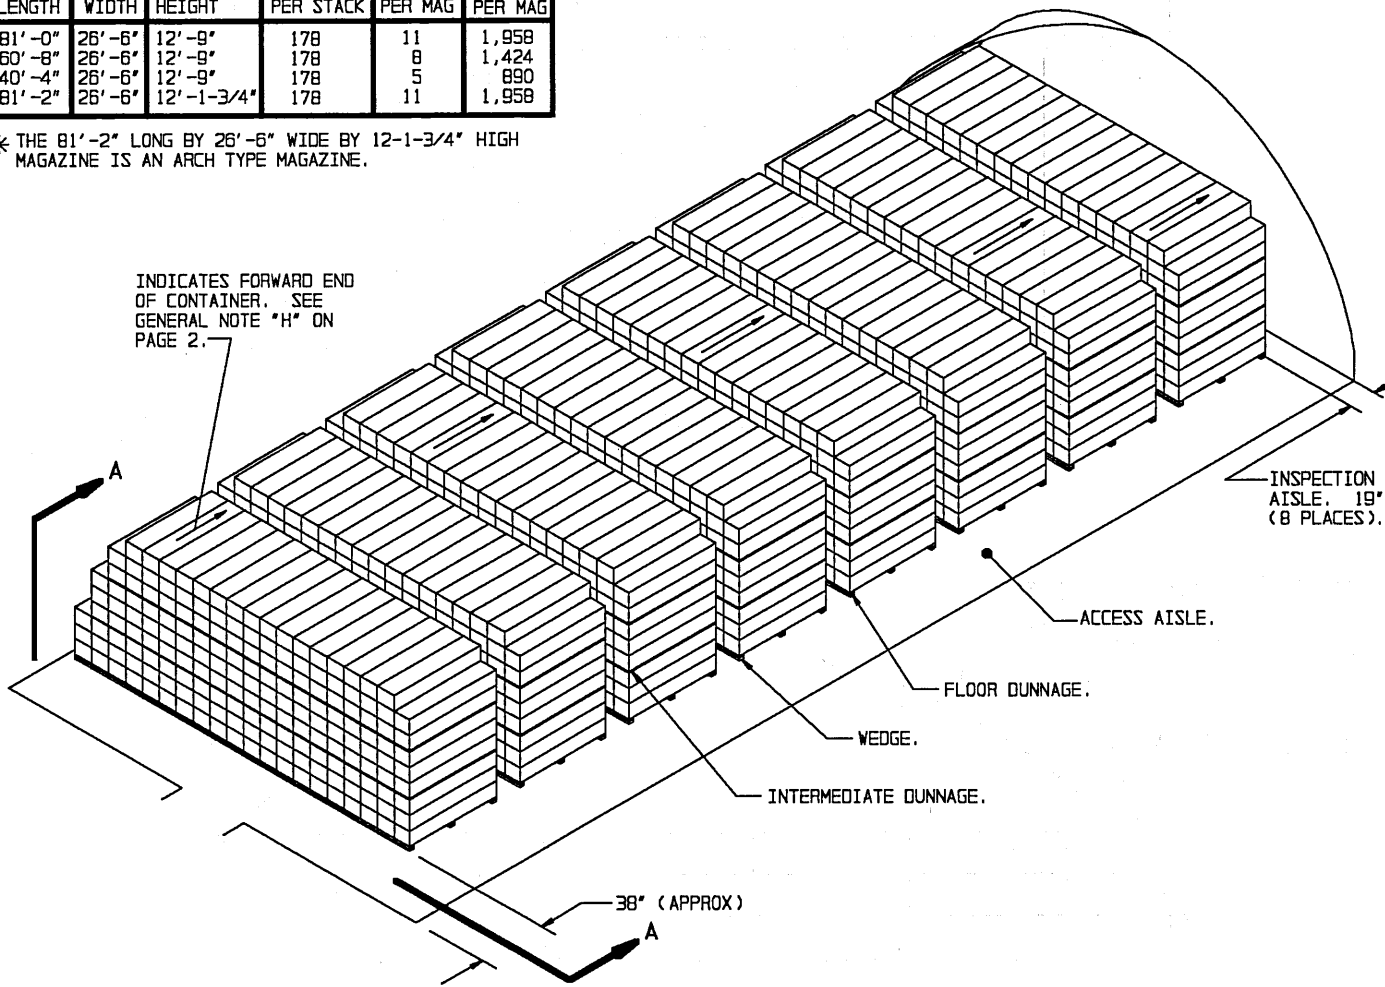 LENGTH WIDTH HEIGHT PER STACK PER MAG PER MAG
81'-0" 26'-6" 12'-9" 178 11 1,958
60'-8" 26'-6" 12'-9" 178 8 1,424
40'-4" 26'-6" 12'-9" 178 5 890
81'-2" 26'-6" 12'-1-3/4" 178 11 1,958
* THE 81'-2" LONG BY 26'-6" WIDE BY 12-1-3/4" HIGH
MAGAZINE IS AN ARCH TYPE MAGAZINE.
INDICATES FORWARD END
OF CONTAINER. SEE
GENERAL NOTE "H" ON
PAGE 2.
A
INSPECTION
AISLE. 19"
(8 PLACES).
ACCESS AISLE.
FLOOR DUNNAGE.
WEDGE.
INTERMEDIATE DUNNAGE.
38" (APPROX)
A